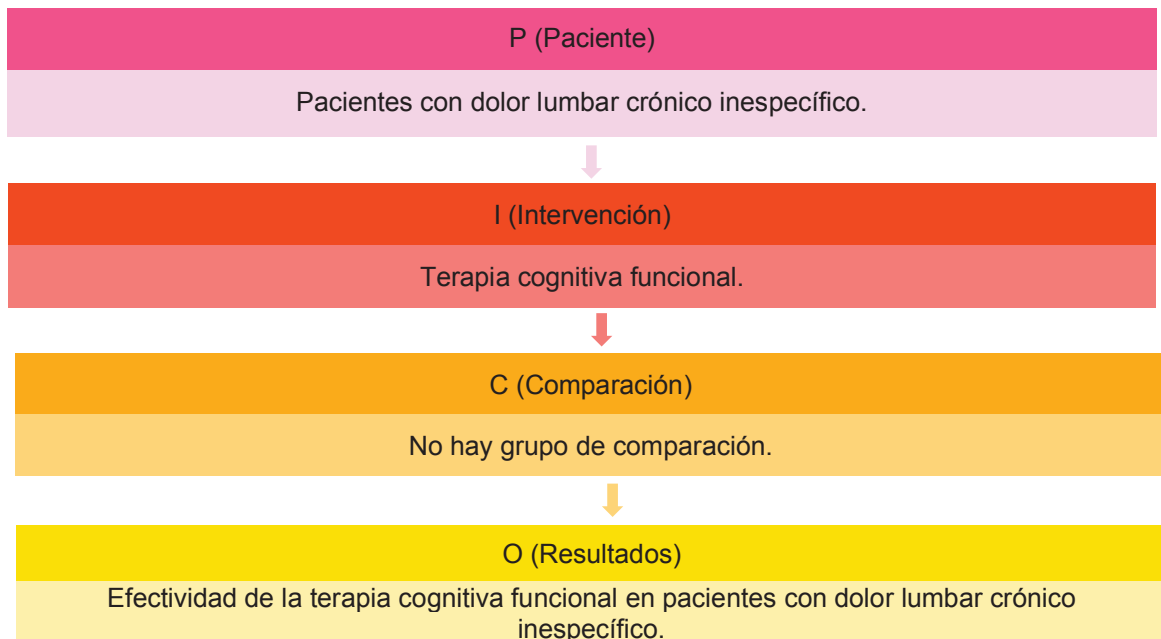 P (Paciente)
Pacientes con dolor lumbar crónico inespecífico.
I (Intervención)
Terapia cognitiva funcional.
C (Comparación)
No hay grupo de comparación.
O (Resultados)
Efectividad de la terapia cognitiva funcional en pacientes con dolor lumbar crónico
inespecífico.